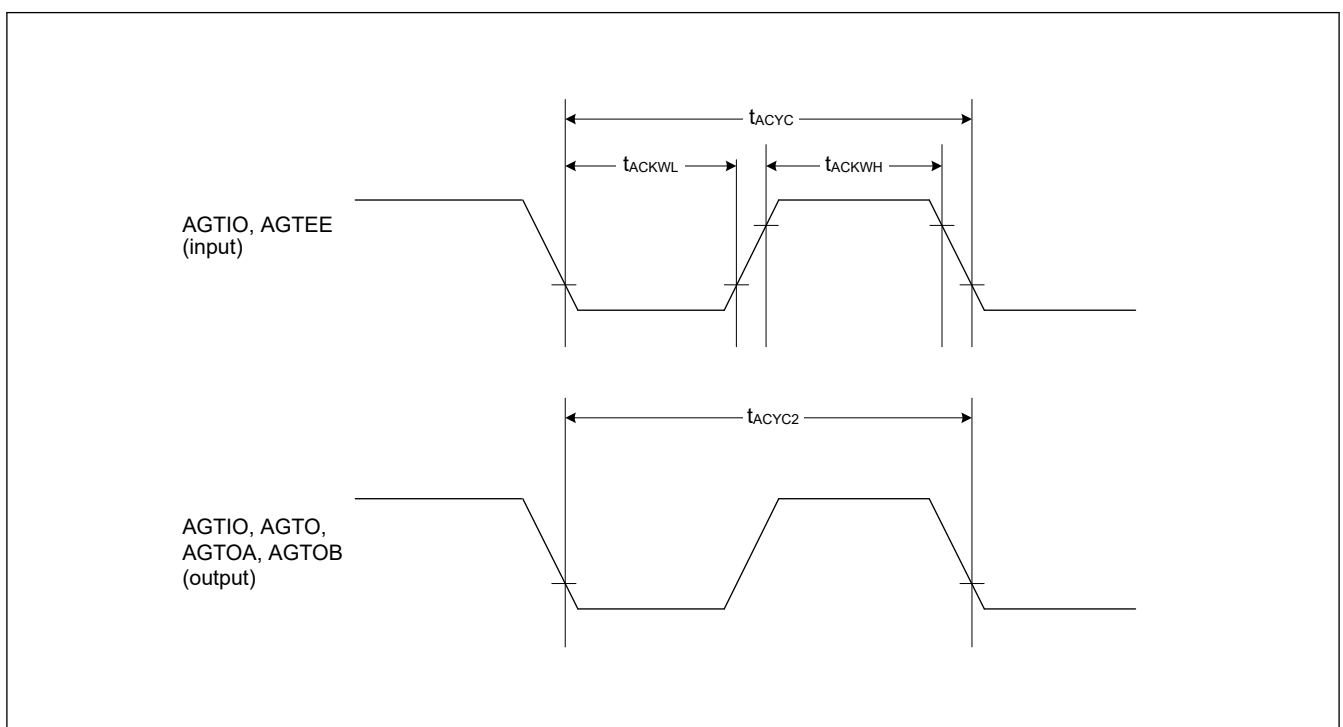 tACYC
tACKWL
tACKWH
AGTIO, AGTEE
(input)
tACYC2
AGTIO, AGTO,
AGTOA, AGTOB
(output)